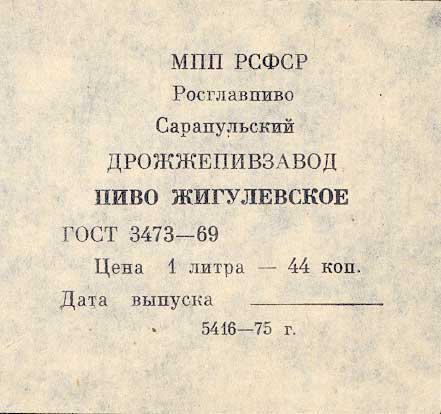 МПП РСФСР
Росглавпиво
Сарапульский
ДРОЖЖЕПИВЗАВОД
ПИВО ЖИГУЛЕВСКОЕ
ГОСТ 3473—69
Цена 1 литра — 44 коп.
Дата выпуска
5416—75 г.